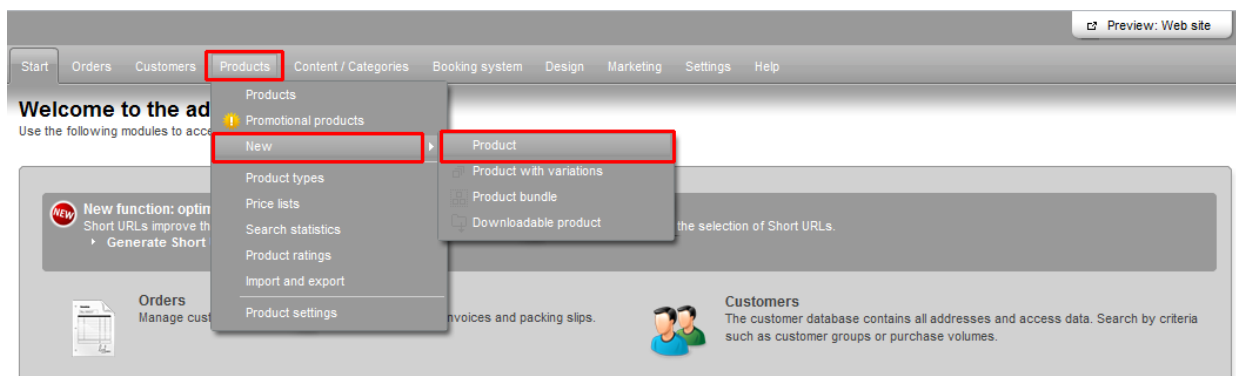 Preview: Web site
Start Orders Customers Products Content / Categories Booking system Design Marketing Settings Help
Welcome to the ad
Use the following modules to acce
Products
Promotional products
New
Product types
Price lists
Search statistics
Product ratings
Import and export
Product settings
Product
Product with variations
Product bundle
Downloadable product
NEW
New function: optim
Short URLs improve th
the selection of Short URLs.
Generate Short
Orders
Manage cust
nvoices and packing slips.
Customers
The customer database contains all addresses and access data. Search by criteria
such as customer groups or purchase volumes.